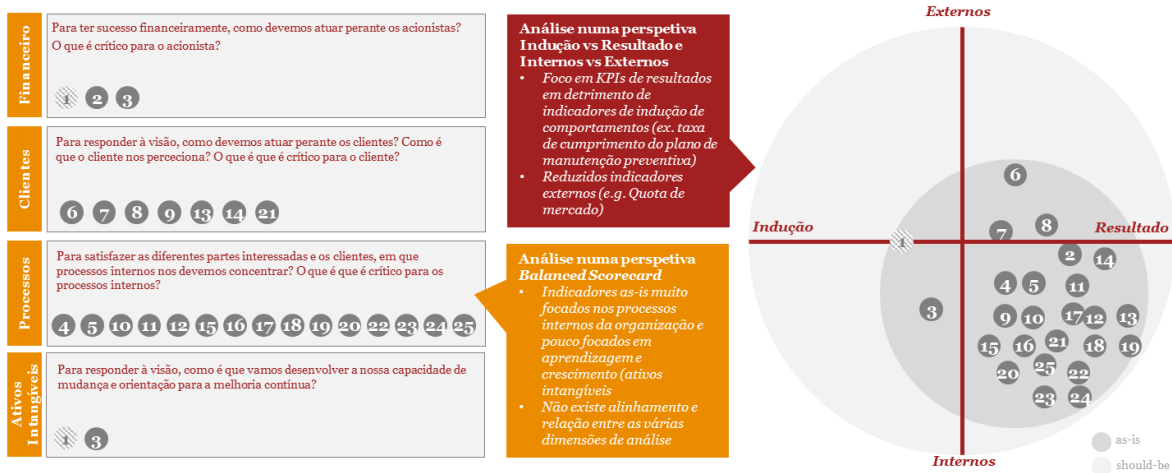 Financeiro
Para ter sucesso financeiramente, como devemos atuar perante os acionistas?
O que é crítico para o acionista?
1 2 3
Clientes
Para responder à visão, como devemos atuar perante os clientes? Como é
que o cliente nos perceciona? O que é que é crítico para o cliente?
6 7 8 9 13 14 21
Processos
Para satisfazer as diferentes partes interessadas e os clientes, em que
processos internos nos devemos concentrar? O que é que é crítico para os
processos internos?
4 5 10 11 12 15 16 17 18 19 20 22 23 24 25
Ativos
Intangíveis
Para responder à visão, como é que vamos desenvolver a nossa capacidade de
mudança e orientação para a melhoria contínua?
1 3
Análise numa perspetiva
Indução vs Resultado e
Internos vs Externos
• Foco em KPIs de resultados
em detrimento de
indicadores de indução de
comportamentos (ex. taxa
de cumprimento do plano de
manutenção preventiva)
• Reduzidos indicadores
externos (e.g. Quota de
mercado)
Análise numa perspetiva
Balanced Scorecard
• Indicadores as-is muito
focados nos processos
internos da organização e
pouco focados em
aprendizagem e
crescimento (ativos
intangíveis
• Não existe alinhamento e
relação entre as várias
dimensões de análise
Externos
6
7 8
Indução
Resultado
1
2 14
4 5 11
3
9 10 17 12 13
15 16 21 18 19
20 25 22
23 24
Internos
as-is
should-be